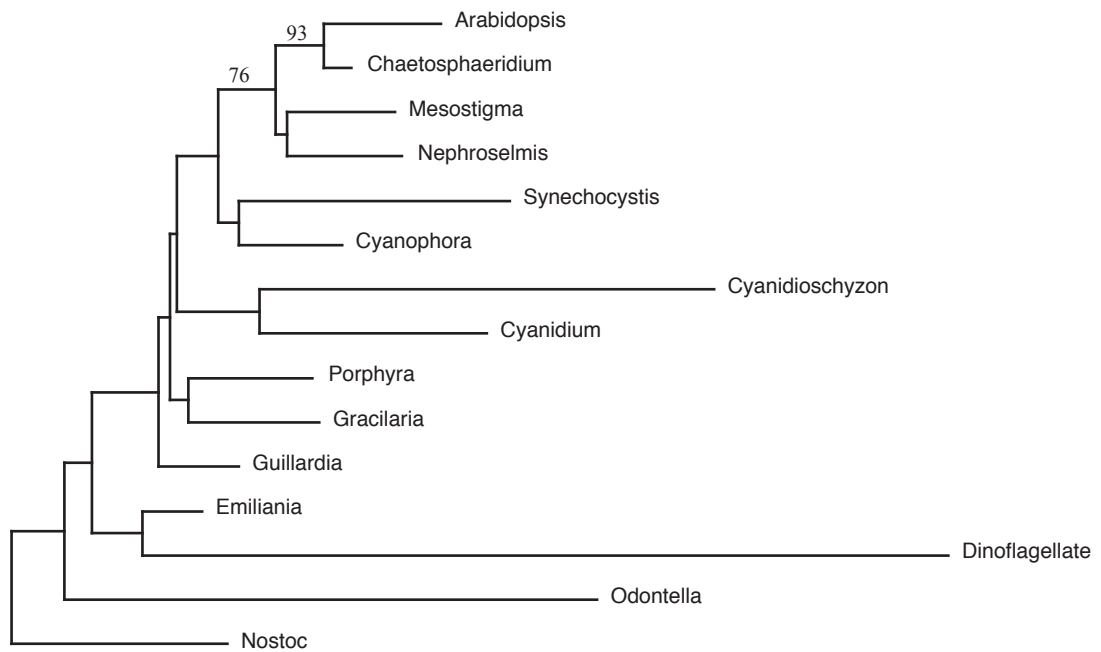 Arabidopsis
93
Chaetosphaeridium
76
Mesostigma
Nephroselmis
Synechocystis
Cyanophora
Cyanidioschyzon
Cyanidium
Porphyra
Gracilaria
Guillardia
Emiliania
Dinoflagellate
Odontella
Nostoc